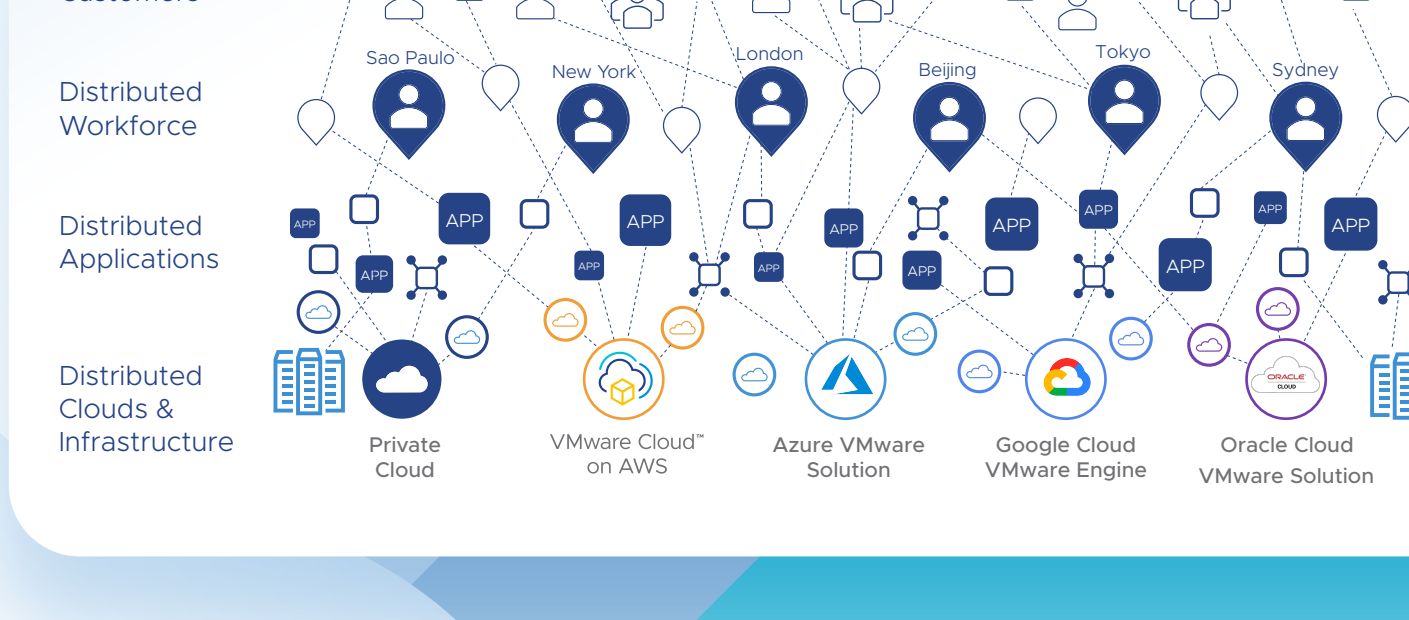 Customers
Sao Paulo
New York
London
Beijing
Tokyo
Sydney
Distributed
Workforce
Distributed
Applications
APP
APP
APP
APP
APP
APP
APP
APP
APP
APP
APP
APP
APP
Distributed
Clouds &
Infrastructure
ORACLE
CLOUD
Private
Cloud
VMware Cloud™
on AWS
Azure VMware
Solution
Google Cloud
VMware Engine
Oracle Cloud
VMware Solution